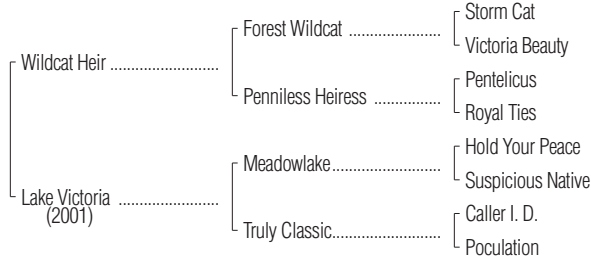 Storm Cat
Forest Wildcat ....................
Victoria Beauty
Wildcat Heir ........................
Pentelicus
Penniless Heiress ...............
Royal Ties
Hold Your Peace
Meadowlake.........................
Suspicious Native
Lake Victoria ......................
(2001)
Caller I. D.
Truly Classic........................
Poculation